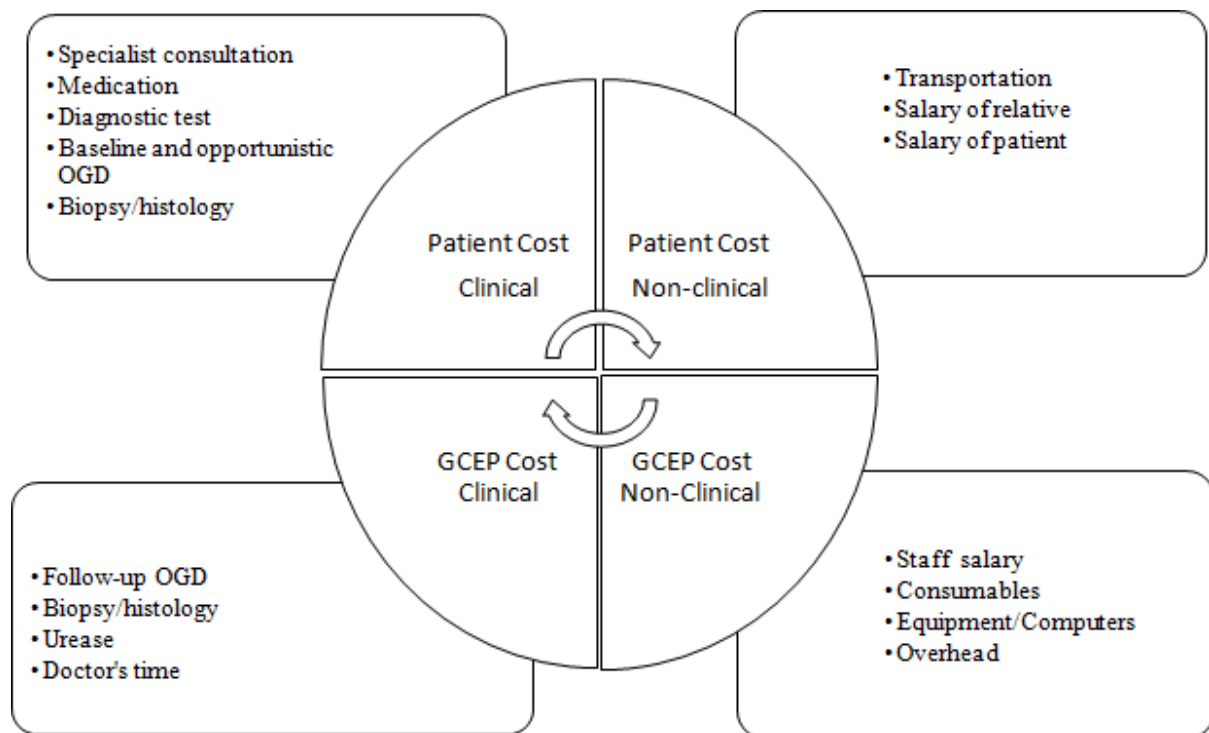 •Specialist consultation
•Medication
•Diagnostic test
•Baseline and opportunistic
OGD
•Biopsy/histology
•Transportation
•Salary of relative
•Salary of patient
Patient Cost
Clinical
Patient Cost
Non-clinical
GCEP Cost
Clinical
GCEP Cost
Non-Clinical
•Follow-up OGD
•Biopsy/histology
•Urease
•Doctor's time
•Staff salary
•Consumables
•Equipment/Computers
•Overhead